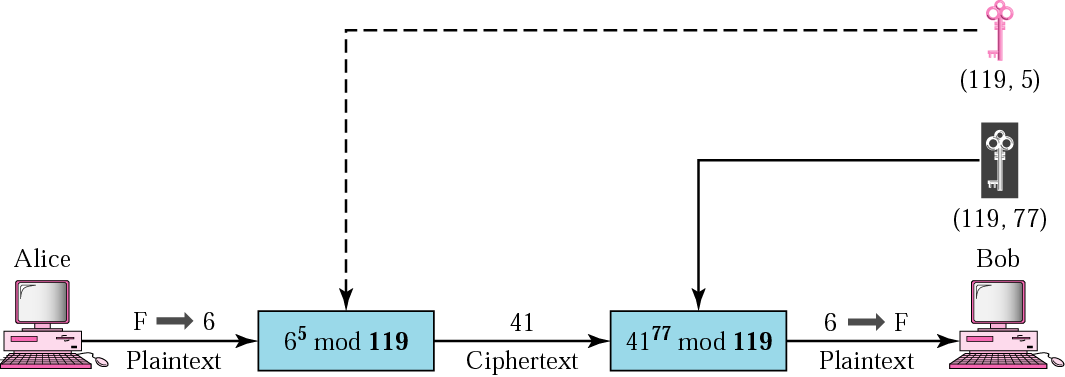 (119, 5)
(119, 77)
Alice
Bob
F 6
Plaintext
6⁵ mod 119
41
Ciphertext
41⁷⁷ mod 119
6 F
Plaintext